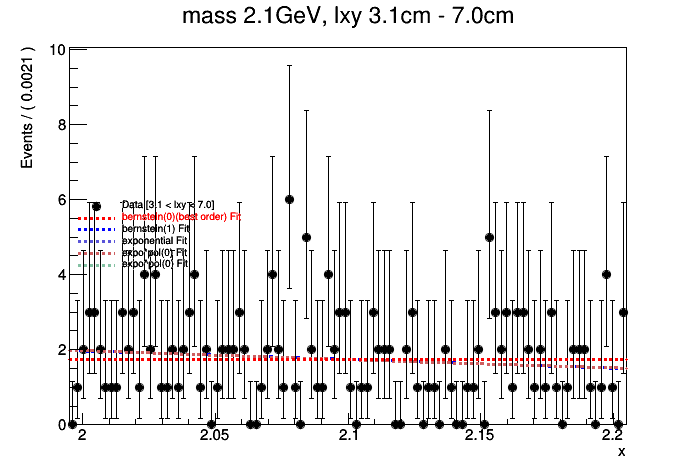 mass 2.1GeV, lxy 3.1cm - 7.0cm
Events / ( 0.0021 )
10
8
6
4
2
0
Data [3.1 < lxy < 7.0]
bernstein(0)(best order) Fit
bernstein(1) Fit
exponential Fit
expo*pol(0) Fit
expo*pol(0) Fit
2 2.05 2.1 2.15 2.2
x